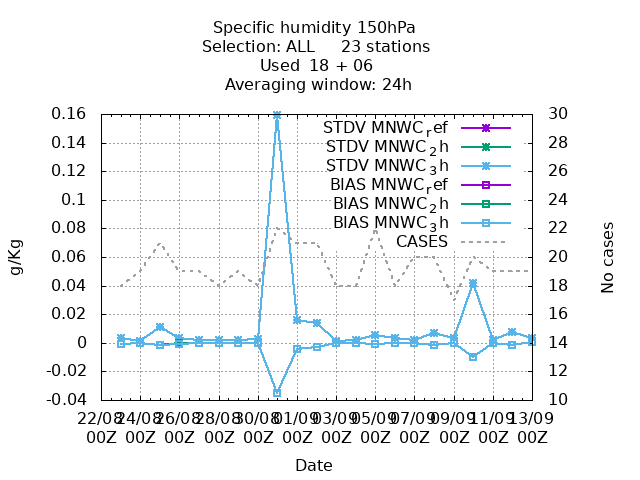 Specific humidity 150hPa
Selection: ALL 23 stations
Used 18 + 06
Averaging window: 24h
0.16
0.14
0.12
0.1
0.08
0.06
0.04
0.02
0
-0.02
-0.04
g/Kg
30
28
26
24
22
20
18
16
14
12
10
No cases
STDV MNWC_ref
STDV MNWC_2h
STDV MNWC_3h
BIAS MNWC_ref
BIAS MNWC_2h
BIAS MNWC_3h
CASES
22/08 24/08 26/08 28/08 30/08 01/09 03/09 05/09 07/09 09/09 11/09 13/09
00Z 00Z 00Z 00Z 00Z 00Z 00Z 00Z 00Z 00Z 00Z 00Z
Date